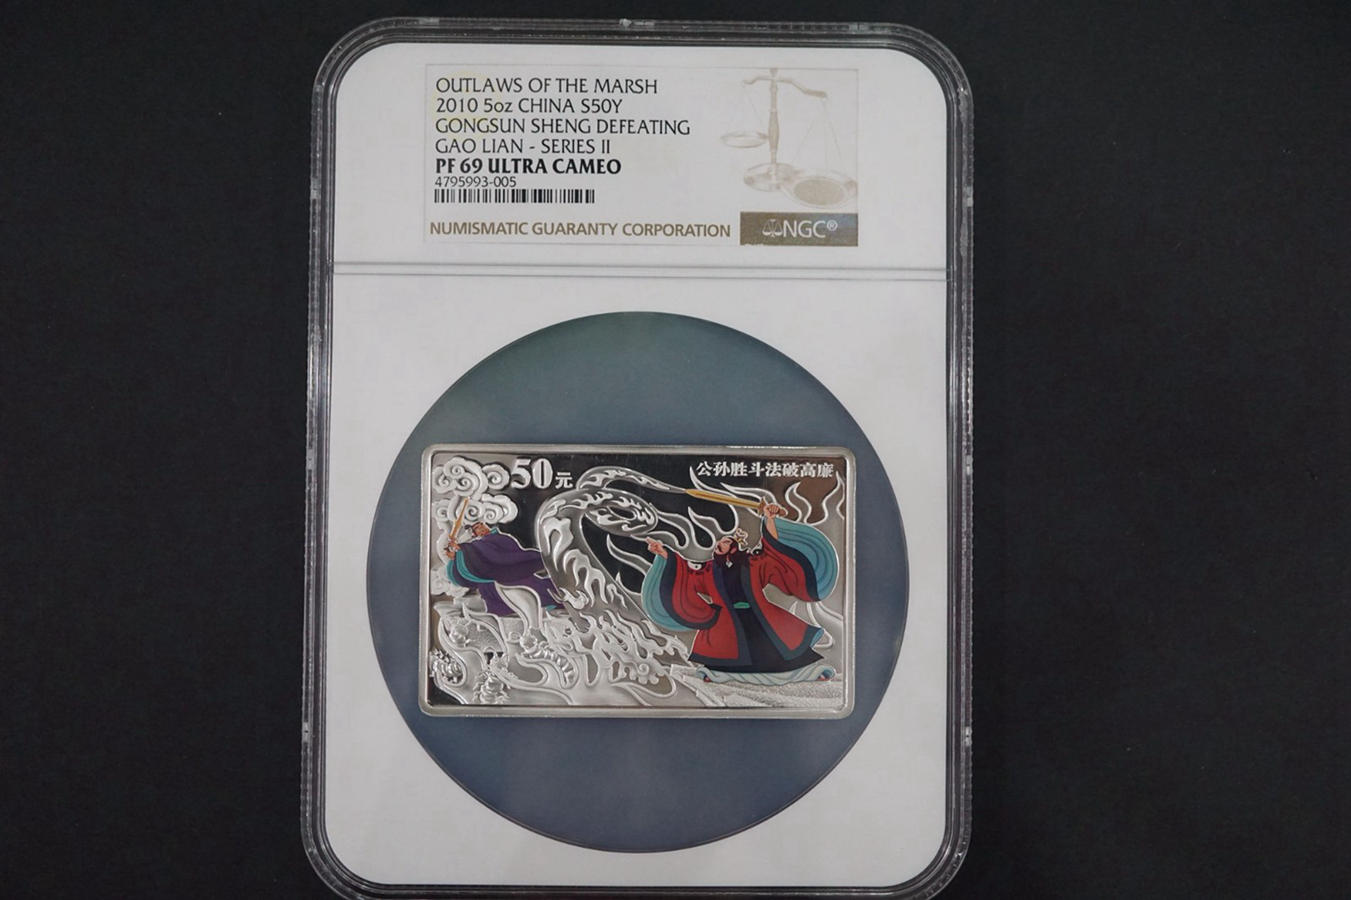 OUTLAWS OF THE MARSH
2010 5oz CHINA S50Y
GONGSUN SHENG DEFEATING
GAO LIAN - SERIES II
PF 69 ULTRA CAMEO
4795993-005
NUMISMATIC GUARANTY CORPORATION
NGC®
50元
公孙胜斗法破高廉